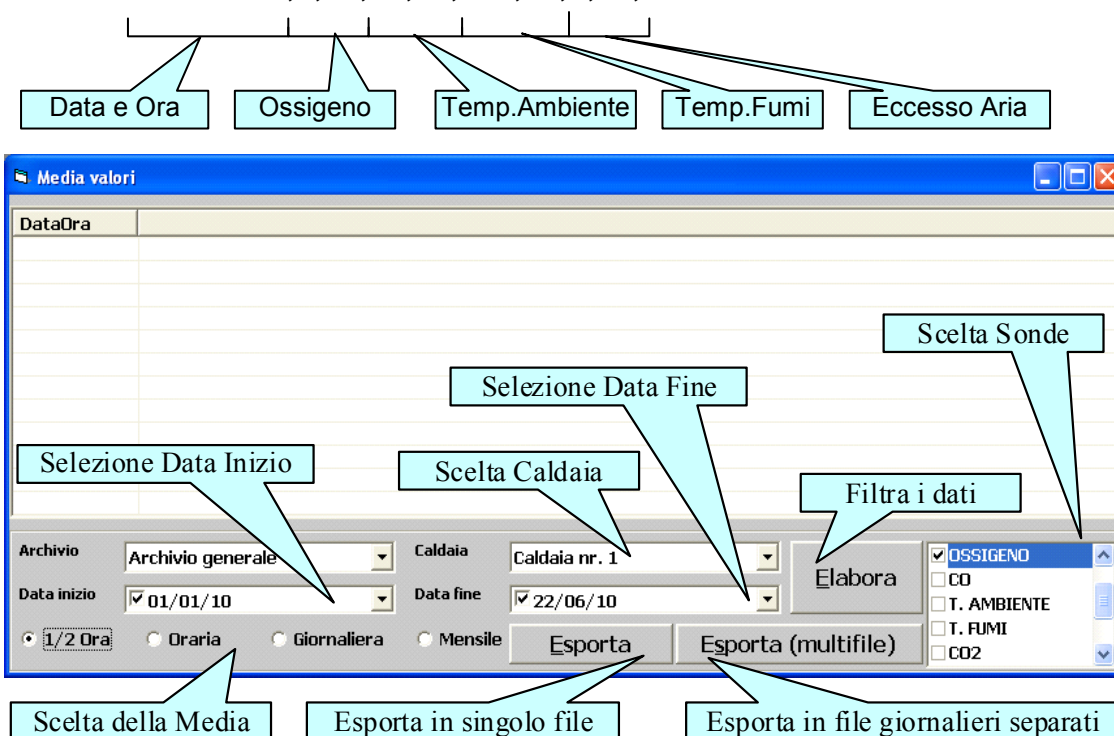 Data e Ora
Ossigeno
Temp.Ambiente
Temp.Fumi
Eccesso Aria
Media valori
DataOra
Scelta Sonde
Selezione Data Fine
Selezione Data Inizio
Scelta Caldaia
Filtra i dati
Archivio
Archivio generale
Caldaia
Caldaia nr. 1
Elabora
OSSIGENO
CO
T. AMBIENTE
T. FUMI
CO2
Data inizio
01/01/10
Data fine
22/06/10
1/2 Ora
Oraria
Giornaliera
Mensile
Esporta
Esporta (multifile)
Scelta della Media
Esporta in singolo file
Esporta in file giornalieri separati